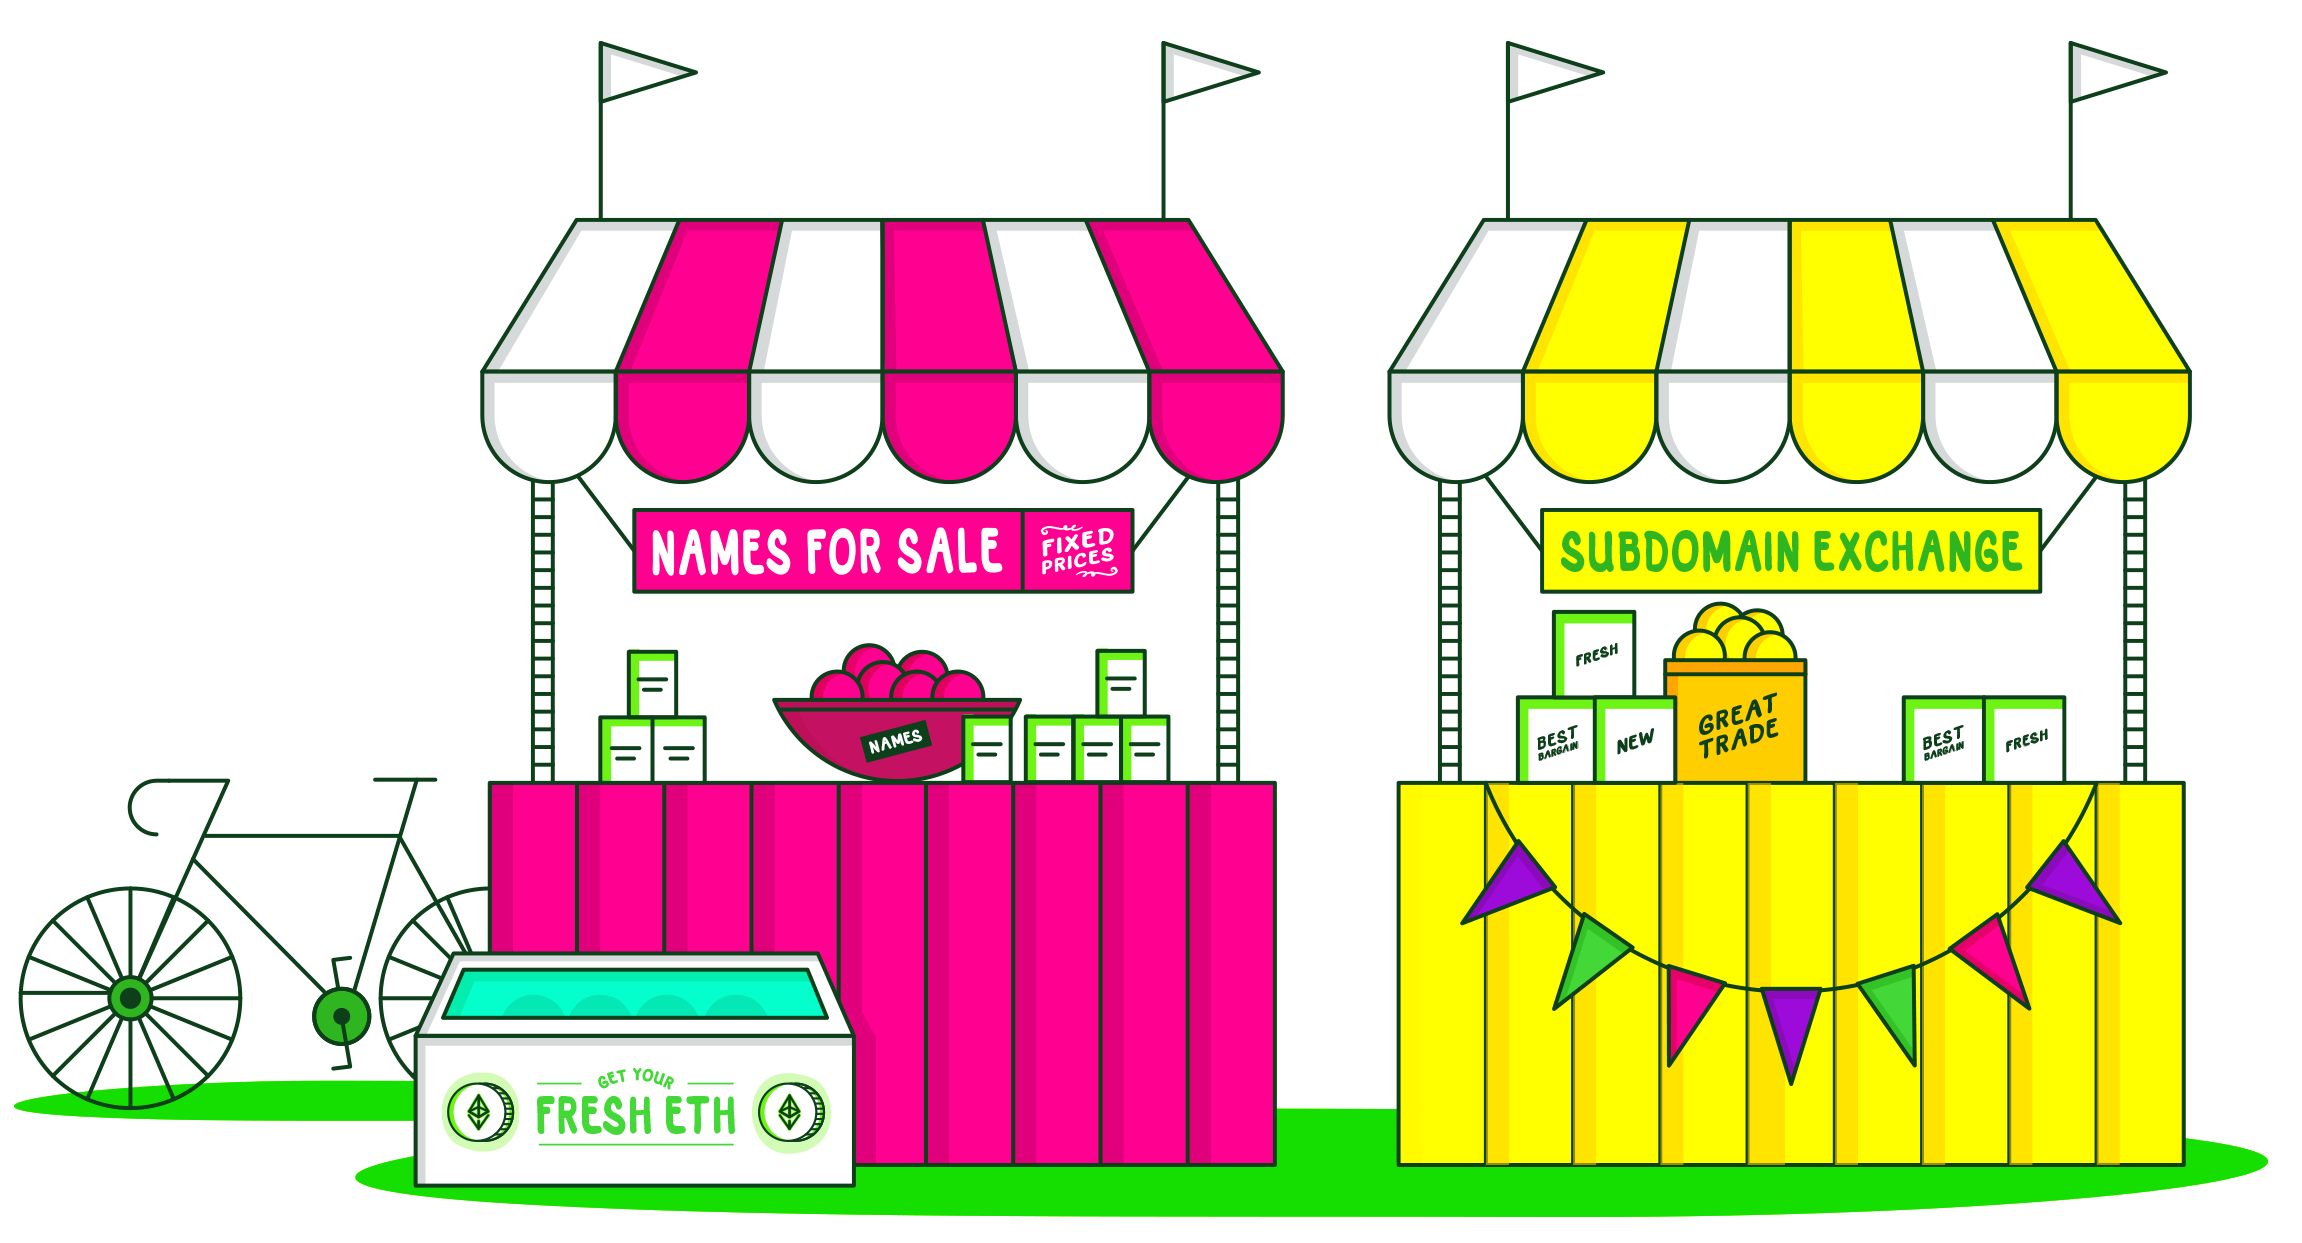 NAMES FOR SALE
FIXED
PRICES
NAMES
GET YOUR
FRESH ETH
SUBDOMAIN EXCHANGE
FRESH
BEST
BARGAIN
NEW
GREAT
TRADE
BEST
BARGAIN
FRESH